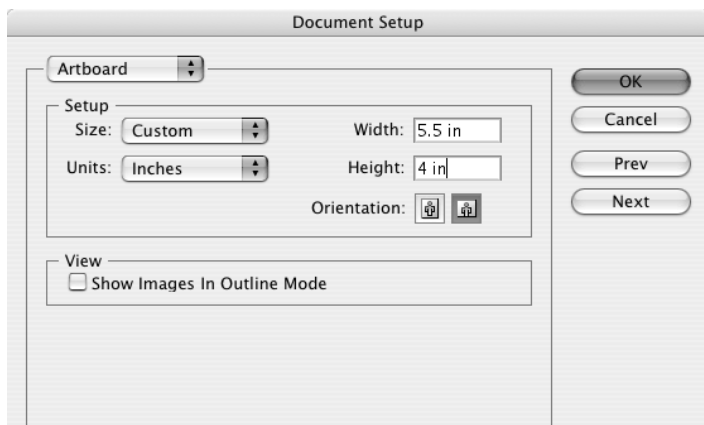 Document Setup
Artboard
OK
Setup
Size: Custom
Width: 5.5 in
Cancel
Units: Inches
Height: 4 in
Prev
Orientation:
Next
View
Show Images In Outline Mode